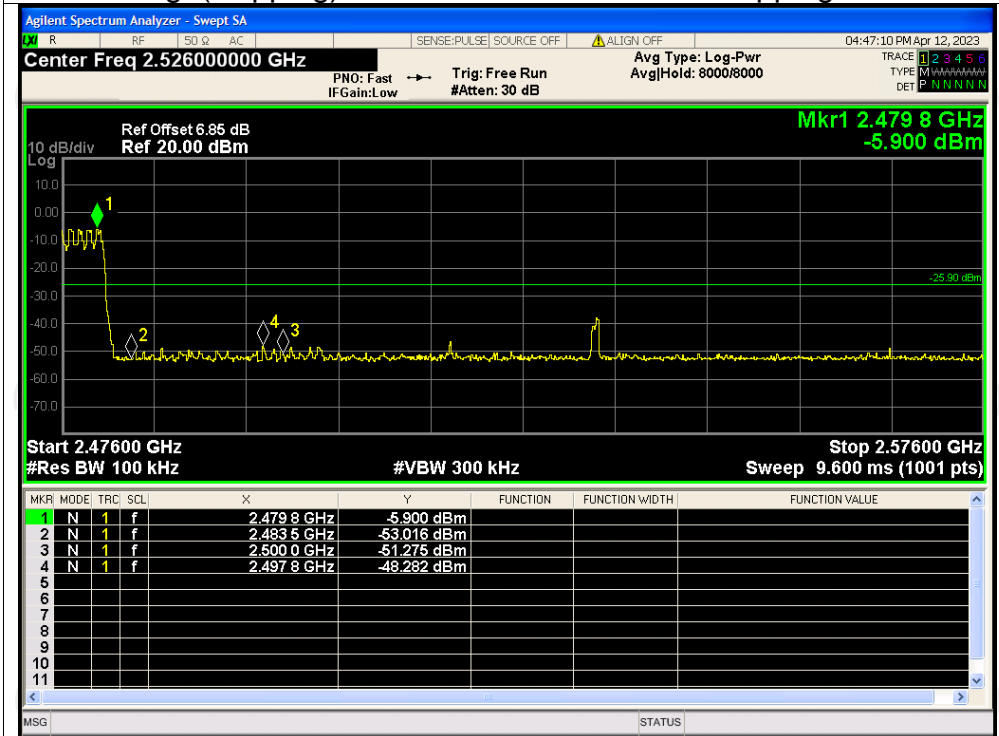 Agilent Spectrum Analyzer - Swept SA
LXI R RF 50 Ω AC SENSE:PULSE SOURCE OFF ALIGN OFF 04:47:10 PM Apr 12, 2023
Center Freq 2.526000000 GHz
PNO: Fast
IFGain:Low
Trig: Free Run
#Atten: 30 dB
Avg Type: Log-Pwr
Avg|Hold: 8000/8000
TRACE 1 2 3 4 5 6
TYPE M
DET P N N N N N
Mkr1 2.479 8 GHz
-5.900 dBm
Ref Offset 6.85 dB
10 dB/div Ref 20.00 dBm
Log
10.0
0.00
-10.0
-20.0
-30.0
-40.0
-50.0
-60.0
-70.0
1
2
4
3
-25.90 dBm
Start 2.47600 GHz Stop 2.57600 GHz
#Res BW 100 kHz #VBW 300 kHz Sweep 9.600 ms (1001 pts)
MKR MODE TRC SCL X Y FUNCTION FUNCTION WIDTH FUNCTION VALUE
1 N 1 f 2.479 8 GHz -5.900 dBm
2 N 1 f 2.483 5 GHz -53.016 dBm
3 N 1 f 2.500 0 GHz -51.275 dBm
4 N 1 f 2.497 8 GHz -48.282 dBm
5
6
7
8
9
10
11
MSG STATUS